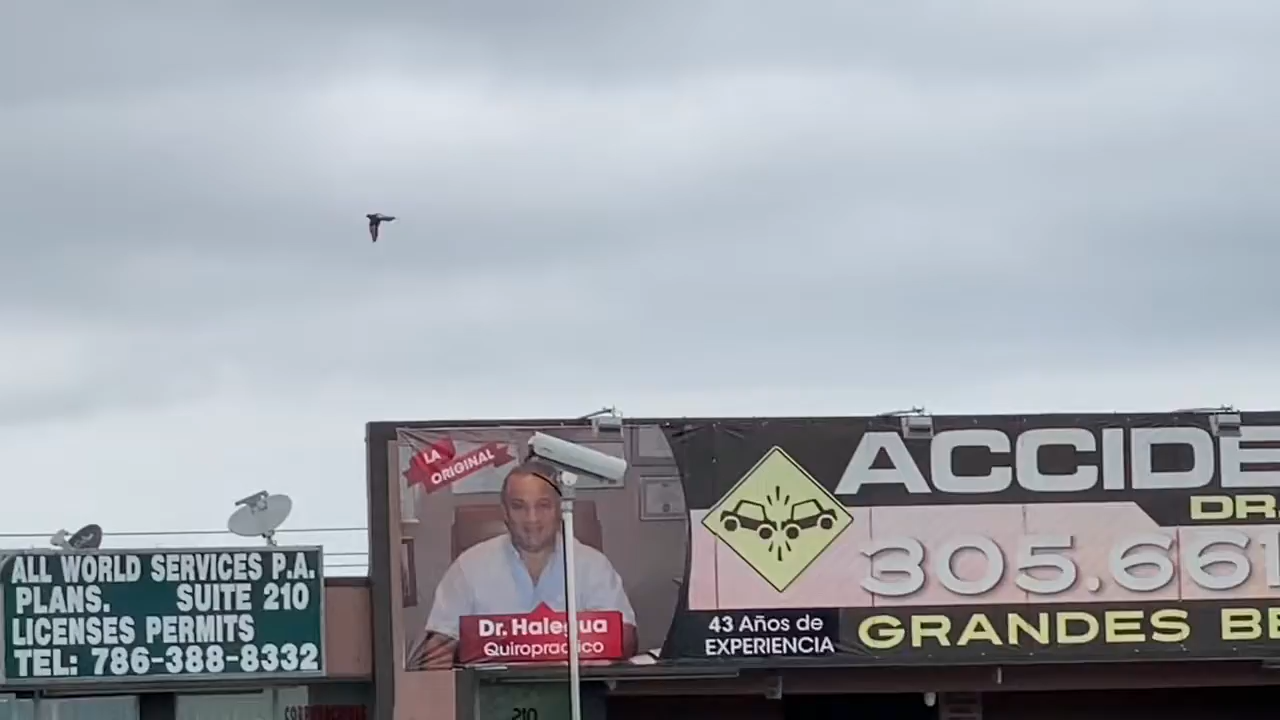 ALL WORLD SERVICES P.A.
PLANS. SUITE 210
LICENSES PERMITS
TEL: 786-388-8332
LA
ORIGINAL
Dr. Halegua
Quiropráctico
43 Años de
EXPERIENCIA
ACCIDE
DR
305.661
GRANDES BE
210